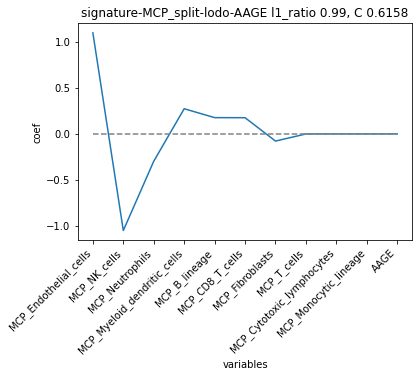 signature-MCP_split-lodo-AAGE l1_ratio 0.99, C 0.6158
coef
1.0
0.5
0.0
−0.5
−1.0
MCP_Endothelial_cells
MCP_NK_cells
MCP_Neutrophils
MCP_Myeloid_dendritic_cells
MCP_B_lineage
MCP_CD8_T_cells
MCP_Fibroblasts
MCP_T_cells
MCP_Cytotoxic_lymphocytes
MCP_Monocytic_lineage
AAGE
variables